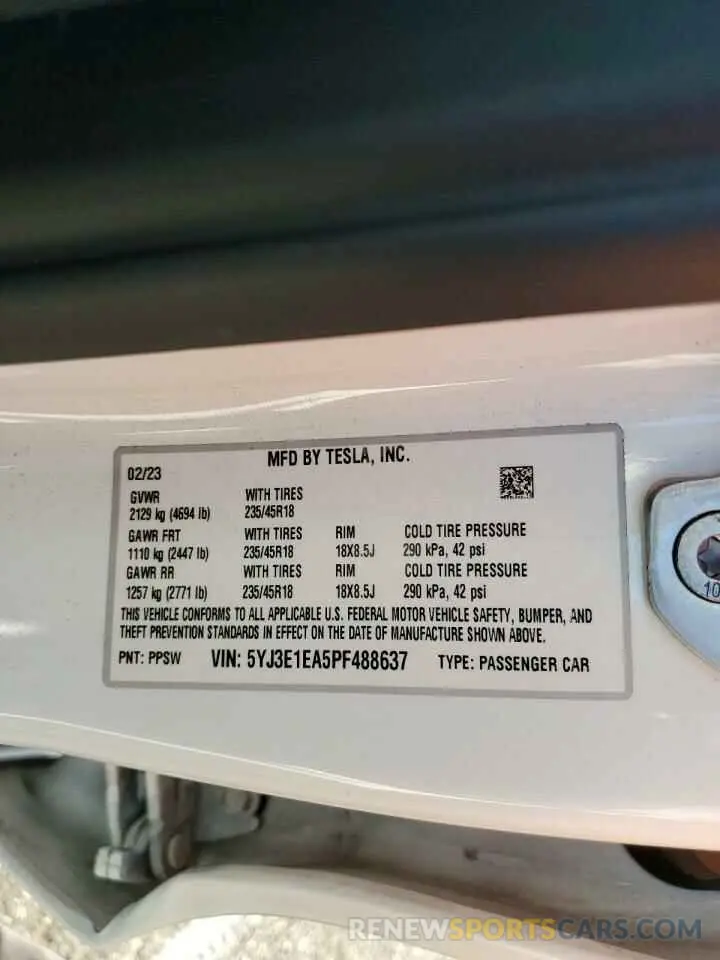 MFD BY TESLA, INC.
02/23
GVWR WITH TIRES
2129 kg (4694 lb) 235/45R18
GAWR FRT WITH TIRES RIM COLD TIRE PRESSURE
1110 kg (2447 lb) 235/45R18 18X8.5J 290 kPa, 42 psi
GAWR RR WITH TIRES RIM COLD TIRE PRESSURE
1257 kg (2771 lb) 235/45R18 18X8.5J 290 kPa, 42 psi
THIS VEHICLE CONFORMS TO ALL APPLICABLE U.S. FEDERAL MOTOR VEHICLE SAFETY, BUMPER, AND
THEFT PREVENTION STANDARDS IN EFFECT ON THE DATE OF MANUFACTURE SHOWN ABOVE.
PNT: PPSW VIN: 5YJ3E1EA5PF488637 TYPE: PASSENGER CAR
RENEWSPORTSCARS.COM